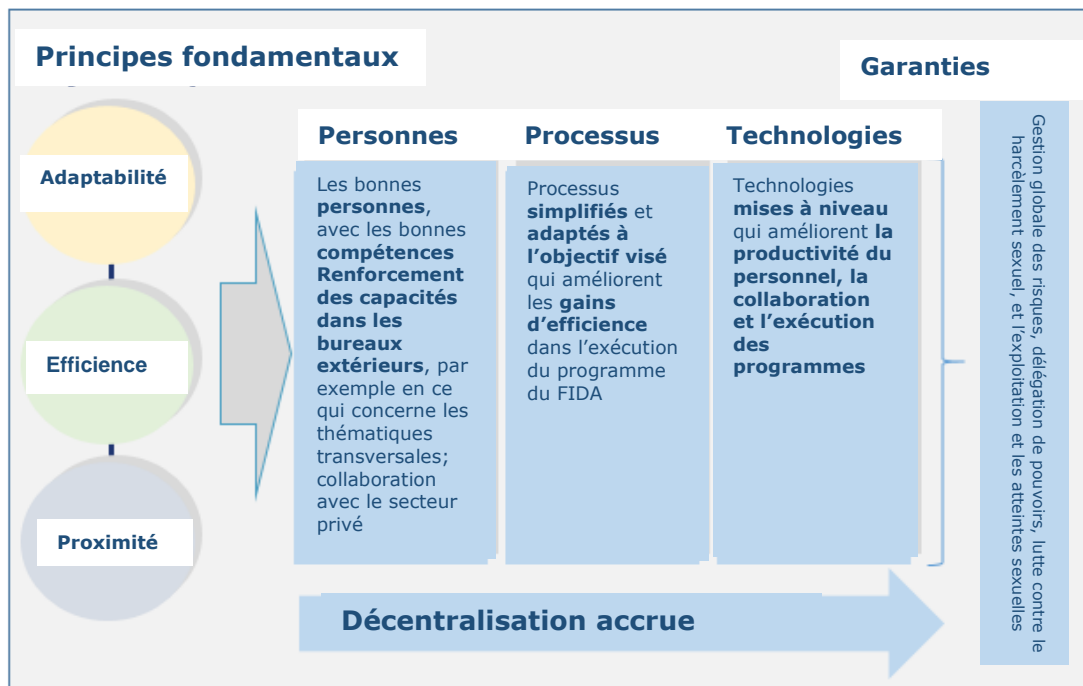 Principes fondamentaux
Garanties
Adaptabilité
Efficience
Proximité
Personnes
Les bonnes
personnes,
avec les bonnes
compétences
Renforcement
des capacités
dans les
bureaux
extérieurs, par
exemple en ce
qui concerne les
thématiques
transversales;
collaboration
avec le secteur
privé
Processus
Processus
simplifiés et
adaptés à
l’objectif visé
qui améliorent
les gains
d’efficience
dans l’exécution
du programme
du FIDA
Technologies
Technologies
mises à niveau
qui améliorent la
productivité du
personnel, la
collaboration
et l’exécution
des
programmes
Décentralisation accrue
Gestion globale des risques, délégation de pouvoirs, lutte contre le
harcèlement sexuel, et l’exploitation et les atteintes sexuelles